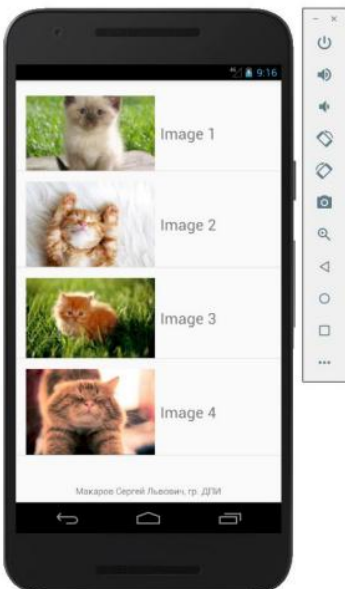 9:16
Image 1
Image 2
Image 3
Image 4
Макаров Сергей Львович, гр. ДПИ